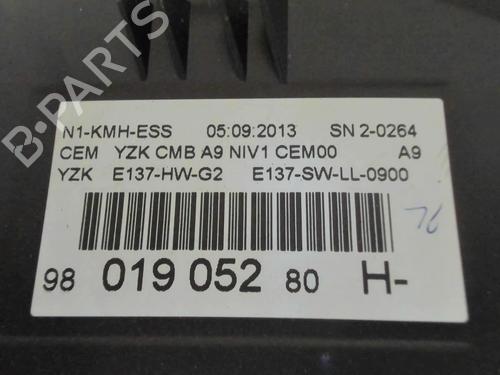 B-PARTS
N1-KMH-ESS 05:09:2013 SN 2-0264
CEM YZK CMB A9 NIV1 CEM00 A9
YZK E137-HW-G2 E137-SW-LL-0900
98 019 052 80 H-